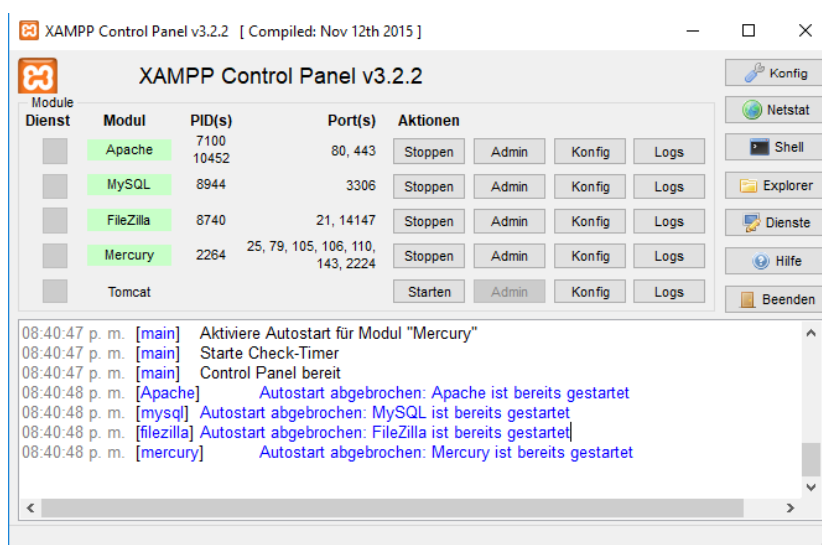 XAMPP Control Panel v3.2.2 [ Compiled: Nov 12th 2015 ]
XAMPP Control Panel v3.2.2
Konfig
Module
Dienst Modul PID(s) Port(s) Aktionen
Netstat
Apache 7100 10452 80, 443 Stoppen Admin Konfig Logs
Shell
MySQL 8944 3306 Stoppen Admin Konfig Logs
Explorer
FileZilla 8740 21, 14147 Stoppen Admin Konfig Logs
Dienste
Mercury 2264 25, 79, 105, 106, 110, 143, 2224 Stoppen Admin Konfig Logs
Hilfe
Tomcat Starten Admin Konfig Logs
Beenden
08:40:47 p. m. [main] Aktiviere Autostart für Modul "Mercury"
08:40:47 p. m. [main] Starte Check-Timer
08:40:47 p. m. [main] Control Panel bereit
08:40:48 p. m. [Apache] Autostart abgebrochen: Apache ist bereits gestartet
08:40:48 p. m. [mysql] Autostart abgebrochen: MySQL ist bereits gestartet
08:40:48 p. m. [filezilla] Autostart abgebrochen: FileZilla ist bereits gestartet
08:40:48 p. m. [mercury] Autostart abgebrochen: Mercury ist bereits gestartet